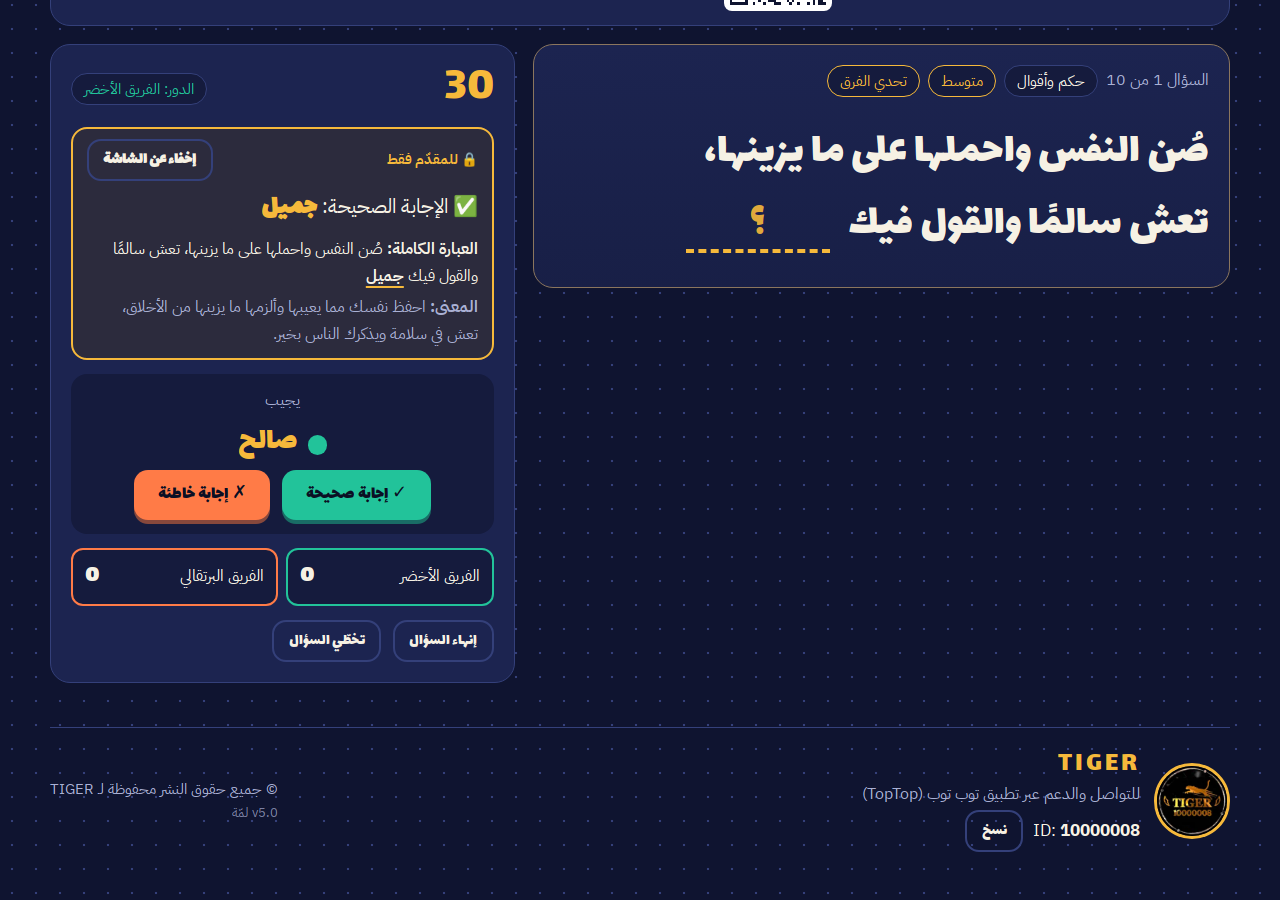 السؤال 1 من 10
حكم وأقوال
متوسط
تحدي الفرق
صُن النفس واحملها على ما يزينها،
تعش سالمًا والقول فيك ؟
30
الدور: الفريق الأخضر
🔒 للمقدّم فقط
إخفاء عن الشاشة
✅ الإجابة الصحيحة: جميل
العبارة الكاملة: صُن النفس واحملها على ما يزينها، تعش سالمًا
والقول فيك جميل
المعنى: احفظ نفسك مما يعيبها وألزمها ما يزينها من الأخلاق،
تعش في سلامة ويذكرك الناس بخير.
يجيب
صالح
✓ إجابة صحيحة
✗ إجابة خاطئة
الفريق الأخضر 0
الفريق البرتقالي 0
إنهاء السؤال
تخطّي السؤال
TIGER
10000008
TIGER
للتواصل والدعم عبر تطبيق توب توب (TopTop)
ID: 10000008
نسخ
© جميع حقوق النشر محفوظة لـ TIGER
لمّة v5.0